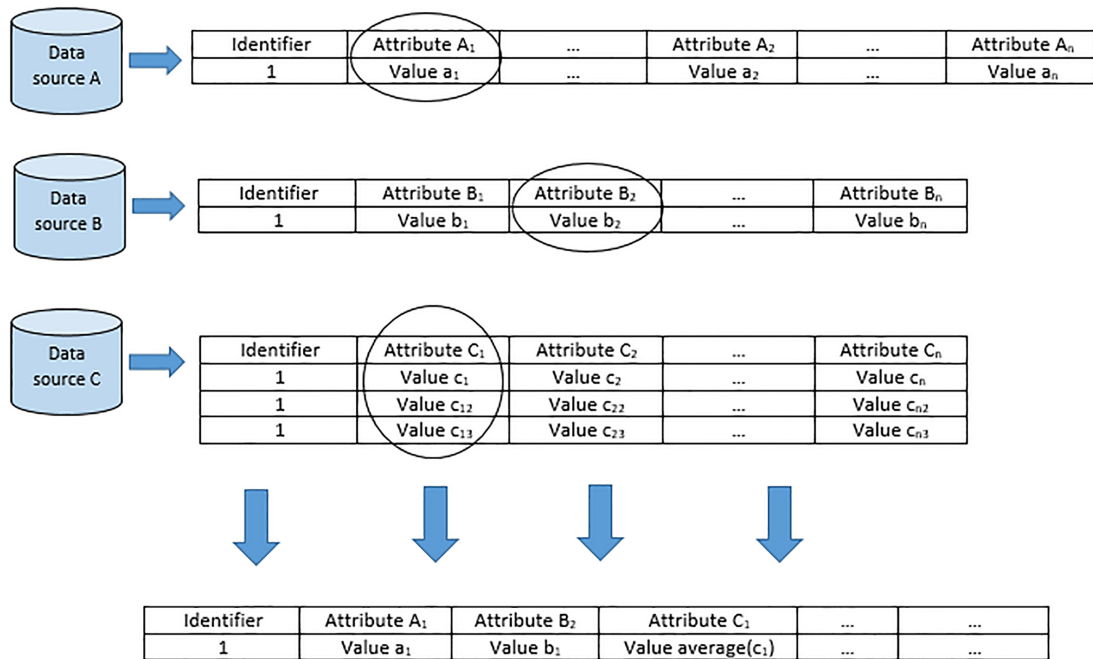 Data
source A
Identifier Attribute A₁ ... Attribute A₂ ... Attribute Aₙ
1 Value a₁ ... Value a₂ ... Value aₙ
Data
source B
Identifier Attribute B₁ Attribute B₂ ... Attribute Bₙ
1 Value b₁ Value b₂ ... Value bₙ
Data
source C
Identifier Attribute C₁ Attribute C₂ ... Attribute Cₙ
1 Value c₁ Value c₂ ... Value cₙ
1 Value c₁₂ Value c₂₂ ... Value cₙ₂
1 Value c₁₃ Value c₂₃ ... Value cₙ₃
Identifier Attribute A₁ Attribute B₂ Attribute C₁ ... ...
1 Value a₁ Value b₁ Value average(c₁) ... ...